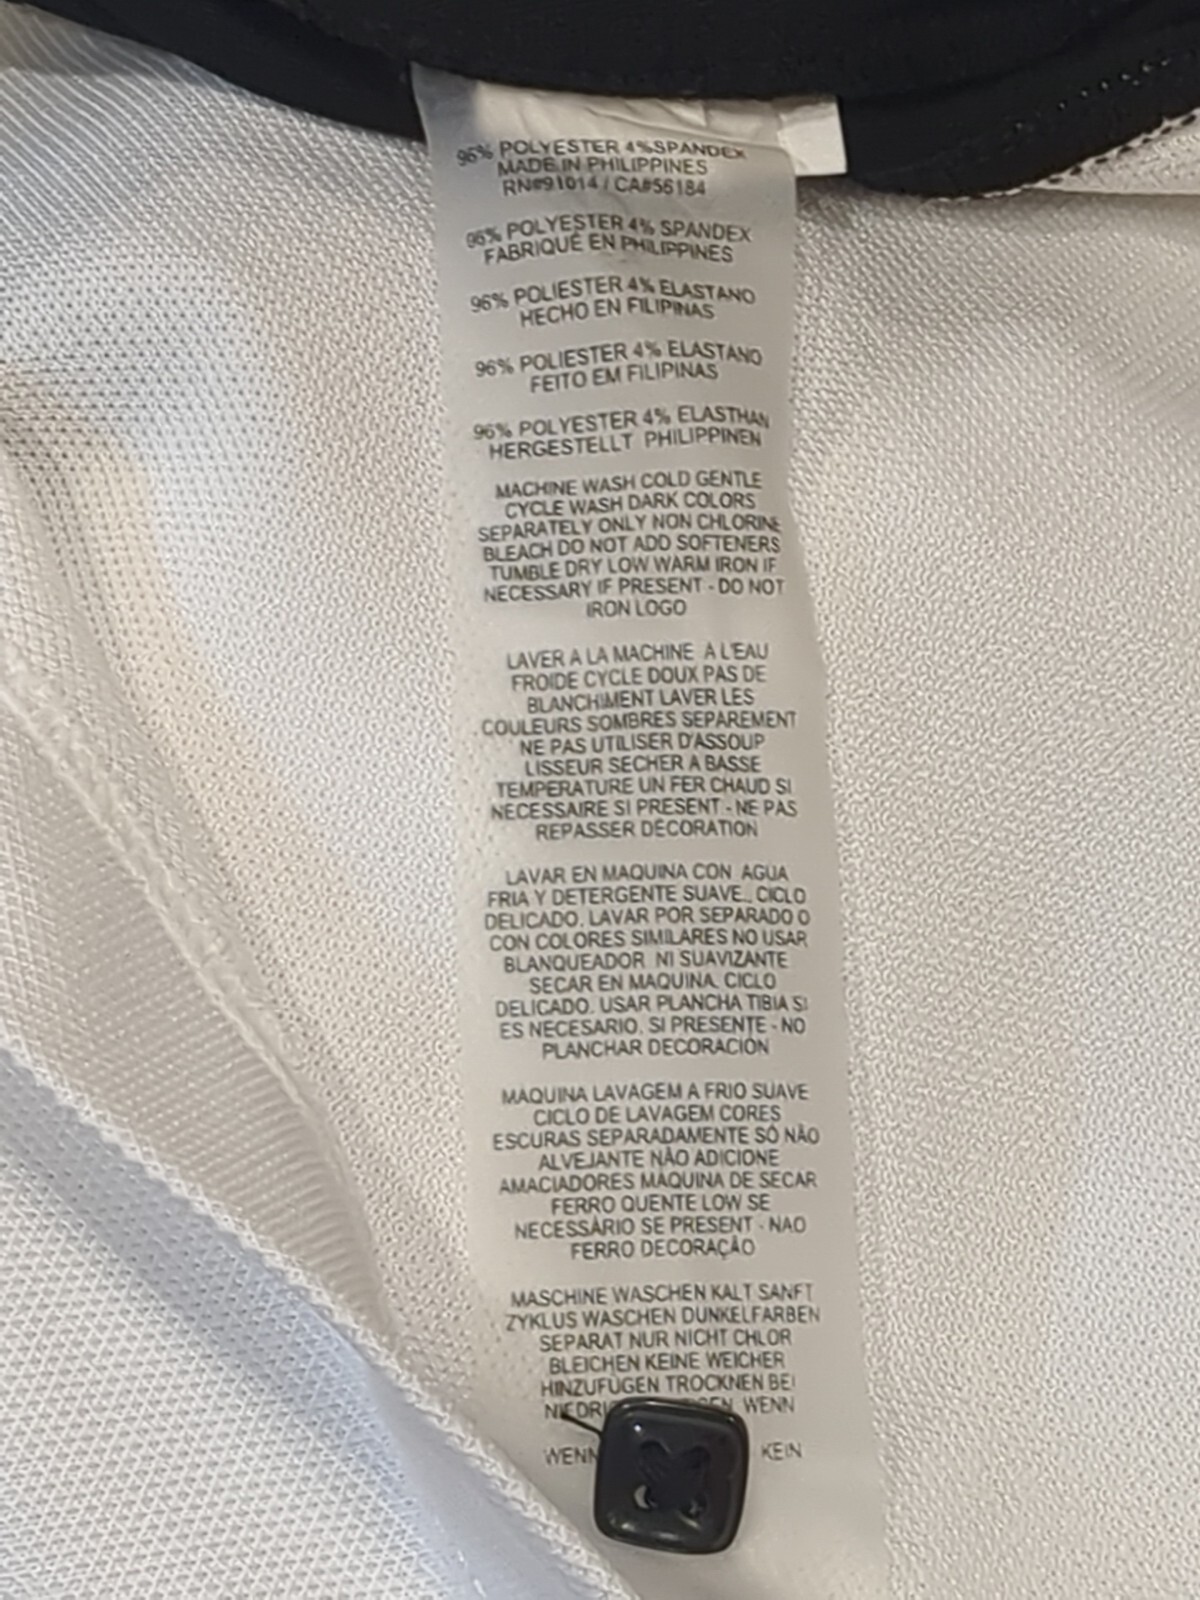 96% POLYESTER 4%SPANDEX
MADE IN PHILIPPINES
RN#91014 / CA#56184
96% POLYESTER 4% SPANDEX
FABRIQUÉ EN PHILIPPINES
96% POLIESTER 4% ELASTANO
HECHO EN FILIPINAS
96% POLIESTER 4% ELASTANO
FEITO EM FILIPINAS
96% POLYESTER 4% ELASTHAN
HERGESTELLT PHILIPPINEN
MACHINE WASH COLD GENTLE
CYCLE WASH DARK COLORS
SEPARATELY ONLY NON CHLORINE
BLEACH DO NOT ADD SOFTENERS
TUMBLE DRY LOW WARM IRON IF
NECESSARY IF PRESENT - DO NOT
IRON LOGO
LAVER A LA MACHINE À L'EAU
FROIDE CYCLE DOUX PAS DE
BLANCHIMENT LAVER LES
COULEURS SOMBRES SEPAREMENT
NE PAS UTILISER D'ASSOUP
LISSEUR SECHER A BASSE
TEMPERATURE UN FER CHAUD SI
NECESSAIRE SI PRESENT - NE PAS
REPASSER DÉCORATION
LAVAR EN MAQUINA CON AGUA
FRIA Y DETERGENTE SUAVE.. CICLO
DELICADO. LAVAR POR SEPARADO O
CON COLORES SIMILARES NO USAR
BLANQUEADOR NI SUAVIZANTE
SECAR EN MAQUINA. CICLO
DELICADO. USAR PLANCHA TIBIA SI
ES NECESARIO. SI PRESENTE - NO
PLANCHAR DECORACIÓN
MÁQUINA LAVAGEM A FRIO SUAVE
CICLO DE LAVAGEM CORES
ESCURAS SEPARADAMENTE SÓ NÃO
ALVEJANTE NÃO ADICIONE
AMACIADORES MÁQUINA DE SECAR
FERRO QUENTE LOW SE
NECESSÁRIO SE PRESENT - NAO
FERRO DECORAÇÃO
MASCHINE WASCHEN KALT SANFT
ZYKLUS WASCHEN DUNKELFARBEN
SEPARAT NUR NICHT CHLOR
BLEICHEN KEINE WEICHER
HINZUFÜGEN TROCKNEN BEI
WENN
WENN KEIN